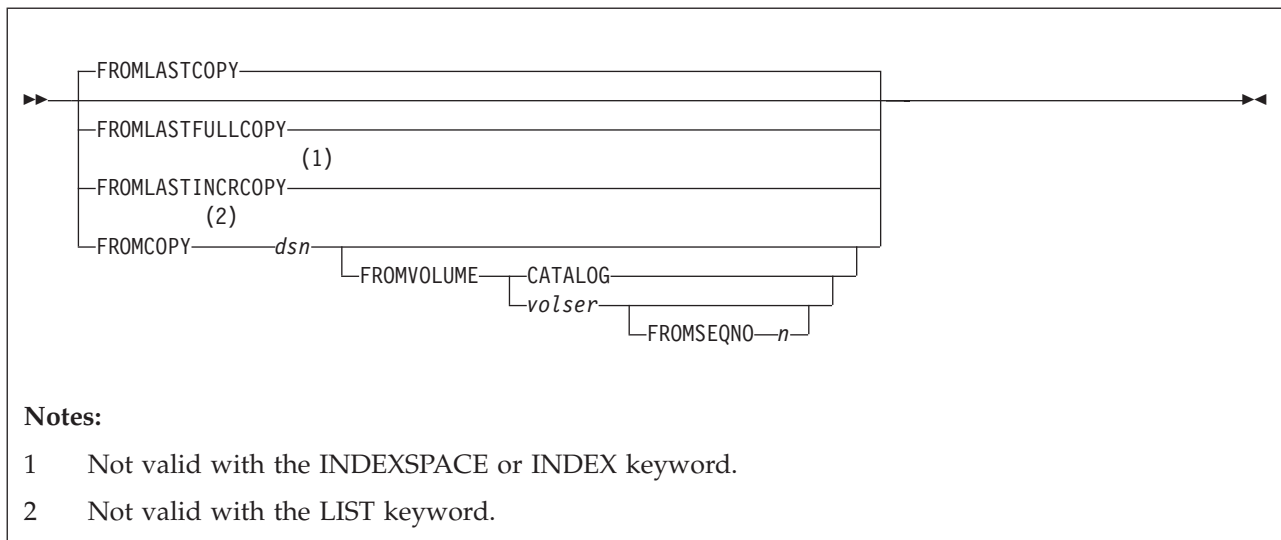 FROMLASTCOPY
FROMLASTFULLCOPY
(1)
FROMLASTINCRCOPY
(2)
FROMCOPY dsn
FROMVOLUME CATALOG
volser
FROMSEQNO n
Notes:
1 Not valid with the INDEXSPACE or INDEX keyword.
2 Not valid with the LIST keyword.